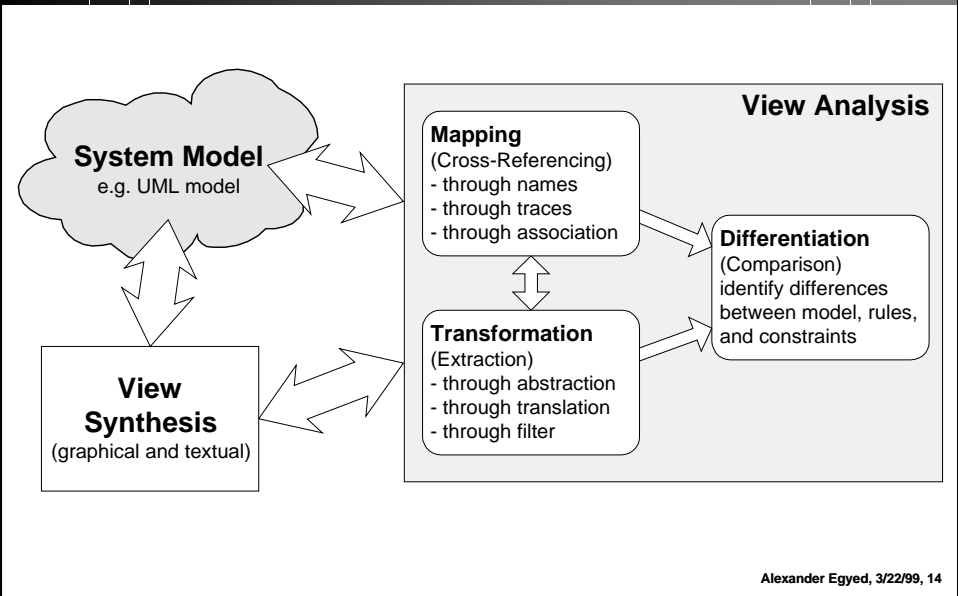 System Model
e.g. UML model
View
Synthesis
(graphical and textual)
View Analysis
Mapping
(Cross-Referencing)
- through names
- through traces
- through association
Transformation
(Extraction)
- through abstraction
- through translation
- through filter
Differentiation
(Comparison)
identify differences
between model, rules,
and constraints
Alexander Egyed, 3/22/99, 14